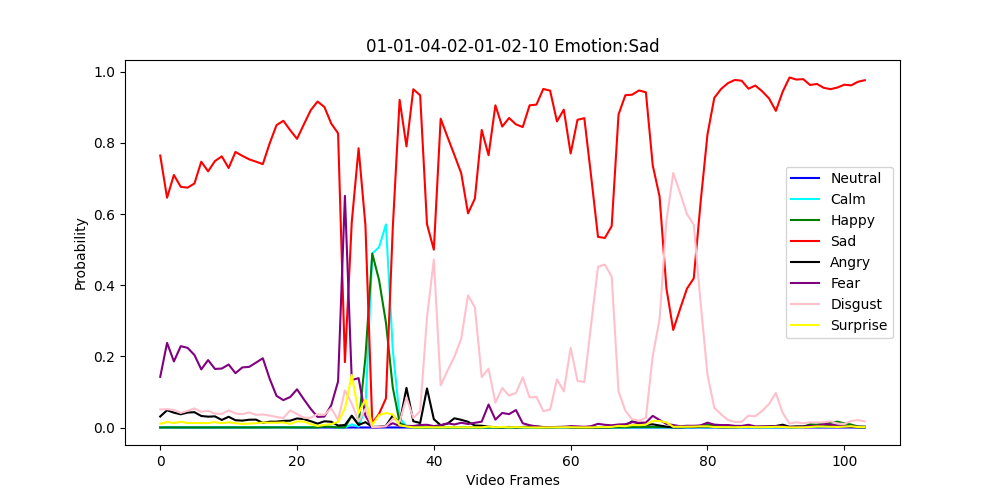 01-01-04-02-01-02-10 Emotion:Sad
1.0
0.8
0.6
0.4
0.2
0.0
Probability
0
20
40
60
80
100
Video Frames
Neutral
Calm
Happy
Sad
Angry
Fear
Disgust
Surprise